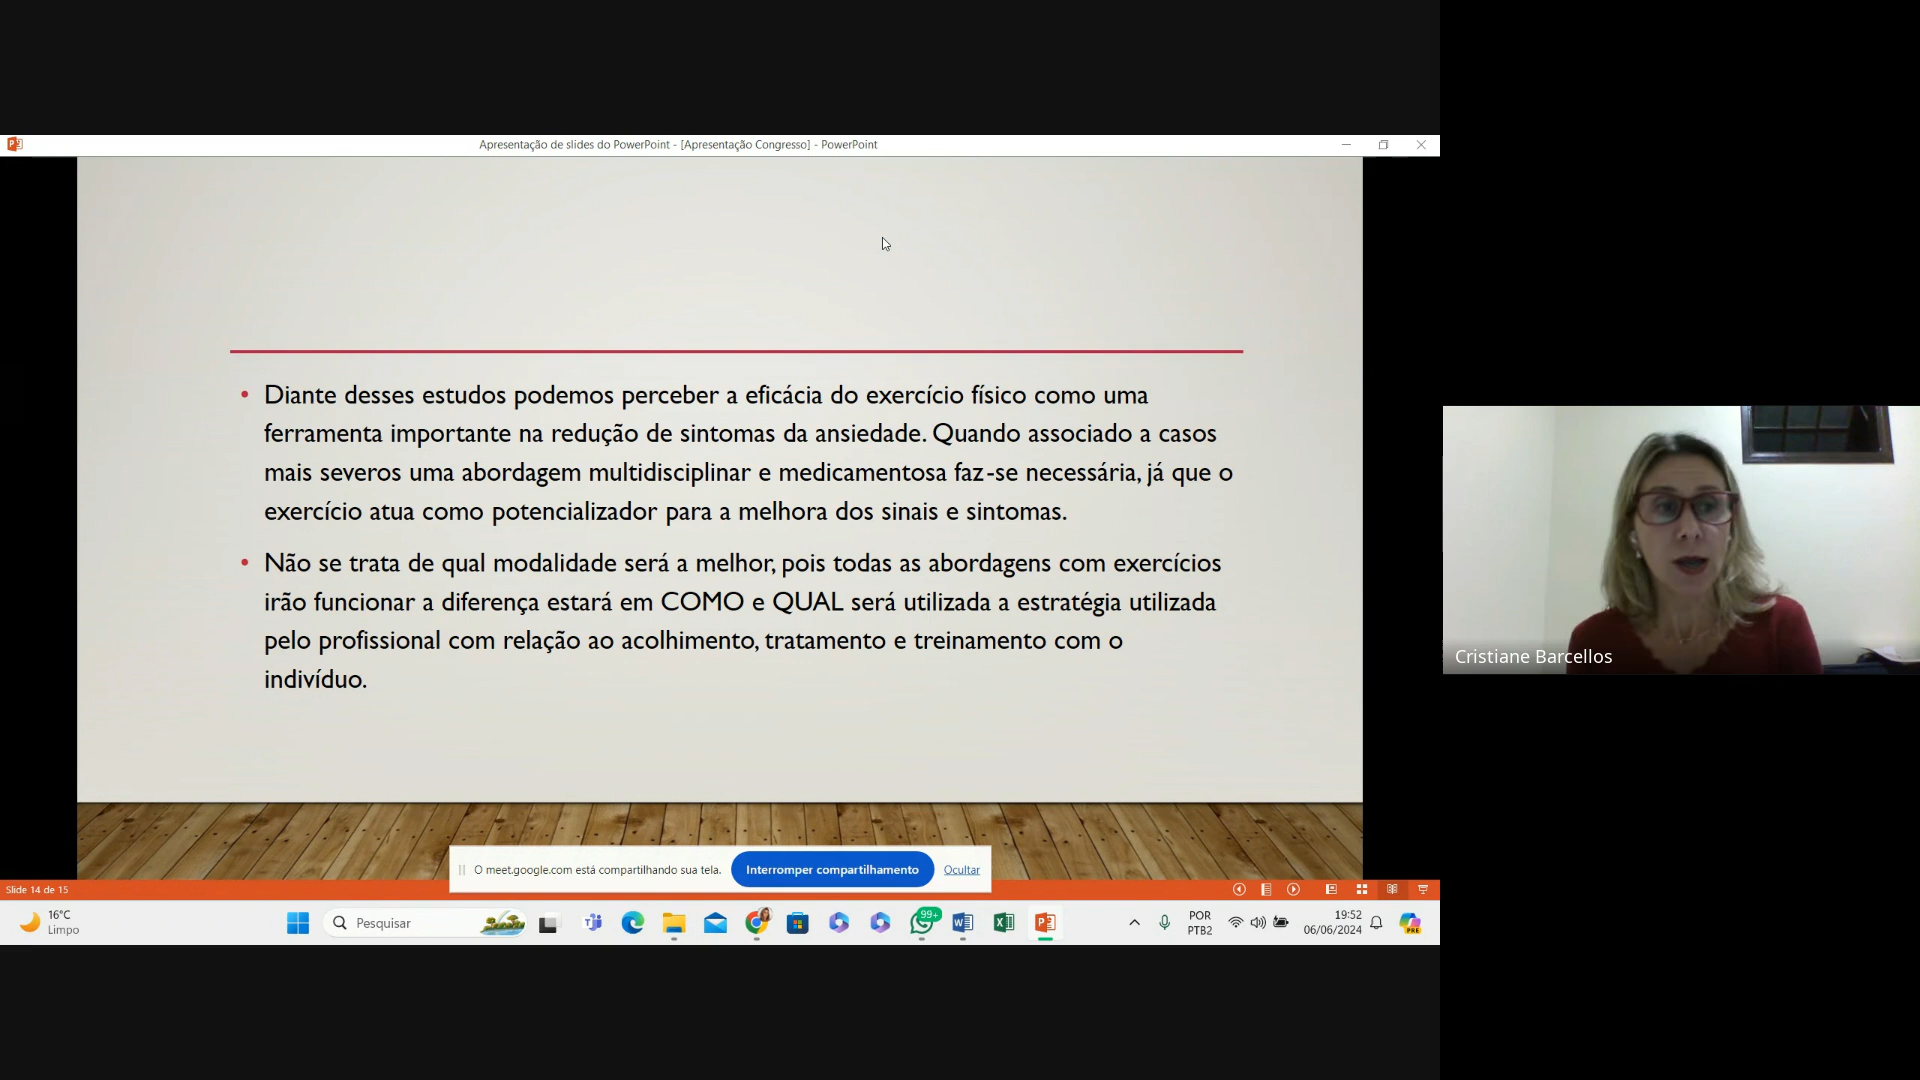 Apresentação de slides do PowerPoint - [Apresentação Congresso] - PowerPoint
• Diante desses estudos podemos perceber a eficácia do exercício físico como uma
ferramenta importante na redução de sintomas da ansiedade. Quando associado a casos
mais severos uma abordagem multidisciplinar e medicamentosa faz-se necessária, já que o
exercício atua como potencializador para a melhora dos sinais e sintomas.
• Não se trata de qual modalidade será a melhor, pois todas as abordagens com exercícios
irão funcionar a diferença estará em COMO e QUAL será utilizada a estratégia utilizada
pelo profissional com relação ao acolhimento, tratamento e treinamento com o
indivíduo.
Cristiane Barcellos
O meet.google.com está compartilhando sua tela.
Interromper compartilhamento
Ocultar
Slide 14 de 15
16°C
Limpo
Pesquisar
99+
POR
PTB2
19:52
06/06/2024
PRE